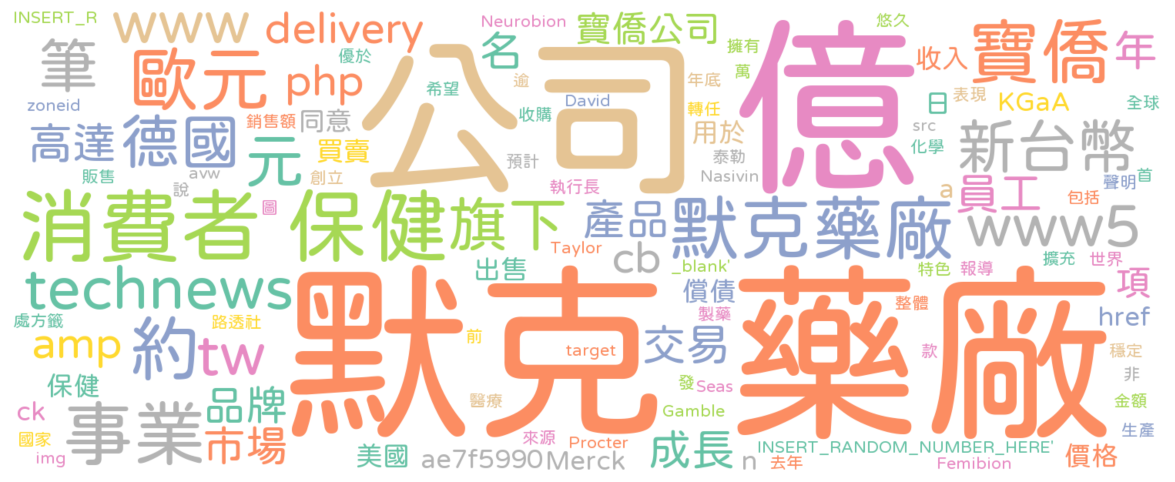 INSERT_R
www
delivery
Neurobion
寶僑公司
悠久
筆
歐元
php
優於
名
希望
逾
擁有
萬
年底
億
收入
寶僑
年
zoneid
高達
德國
銷售額
同意
元
買賣
公司
收購
David
轉任
用於
日
表現
KGaA
全球
src
化學
新台幣
販售
avw
說
創立
預計
泰勒
Nasivin
執行長
聲明
首
包括
消費者
圖
保健
旗下
產品
默克藥廠
a
員工
www5
technews
Taylor
出售
cb
_blank'
償債
製藥
特色
報導
擴充
世界
整體
項
處方籤
路透社
amp
約
tw
默克
藥廠
前
target
交易
href
款
穩定
保健
ck
國家
img
事業
品牌
市場
醫療
發
Seas
Gamble
非
金額
生產
美國
ae7f5990
來源
Procter
Merck
成長
n
INSERT_RANDOM_NUMBER_HERE'
去年
Femibion
價格